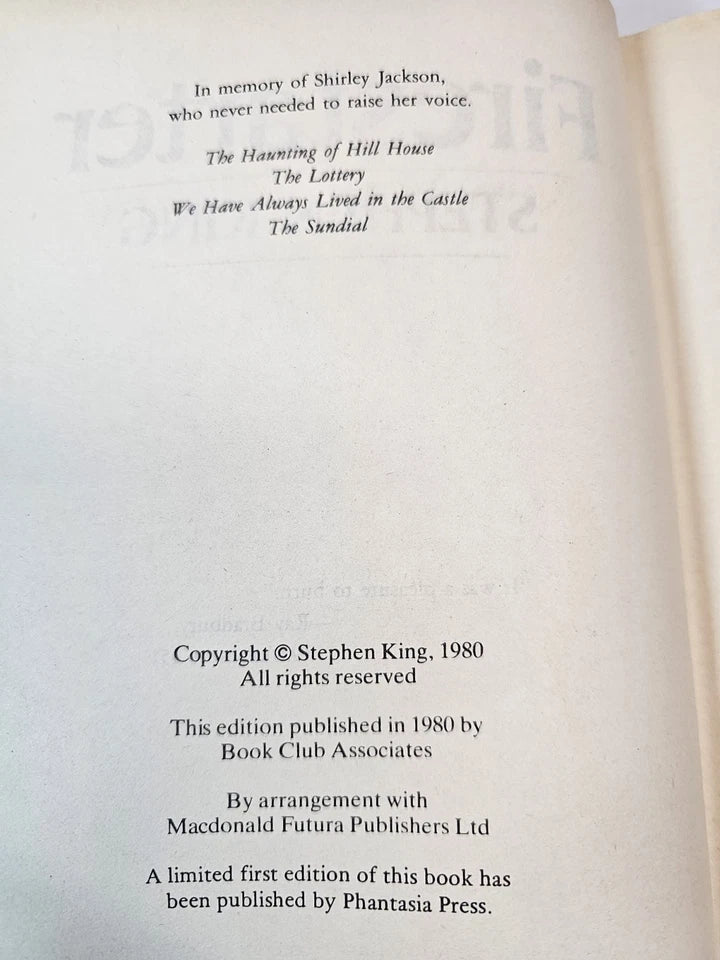 In memory of Shirley Jackson,
who never needed to raise her voice.
The Haunting of Hill House
The Lottery
We Have Always Lived in the Castle
The Sundial
Copyright © Stephen King, 1980
All rights reserved
This edition published in 1980 by
Book Club Associates
By arrangement with
Macdonald Futura Publishers Ltd
A limited first edition of this book has
been published by Phantasia Press.